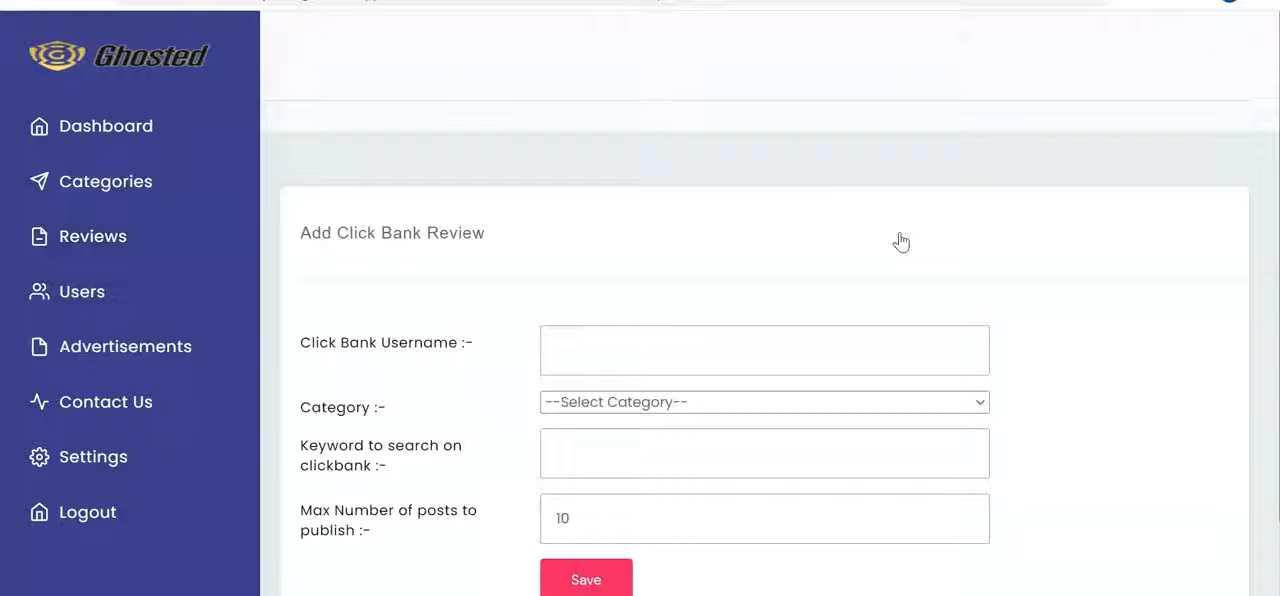 Ghosted
Dashboard
Categories
Reviews
Users
Advertisements
Contact Us
Settings
Logout
Add Click Bank Review
Click Bank Username :-
Category :-
--Select Category--
Keyword to search on
clickbank :-
Max Number of posts to
publish :-
10
Save